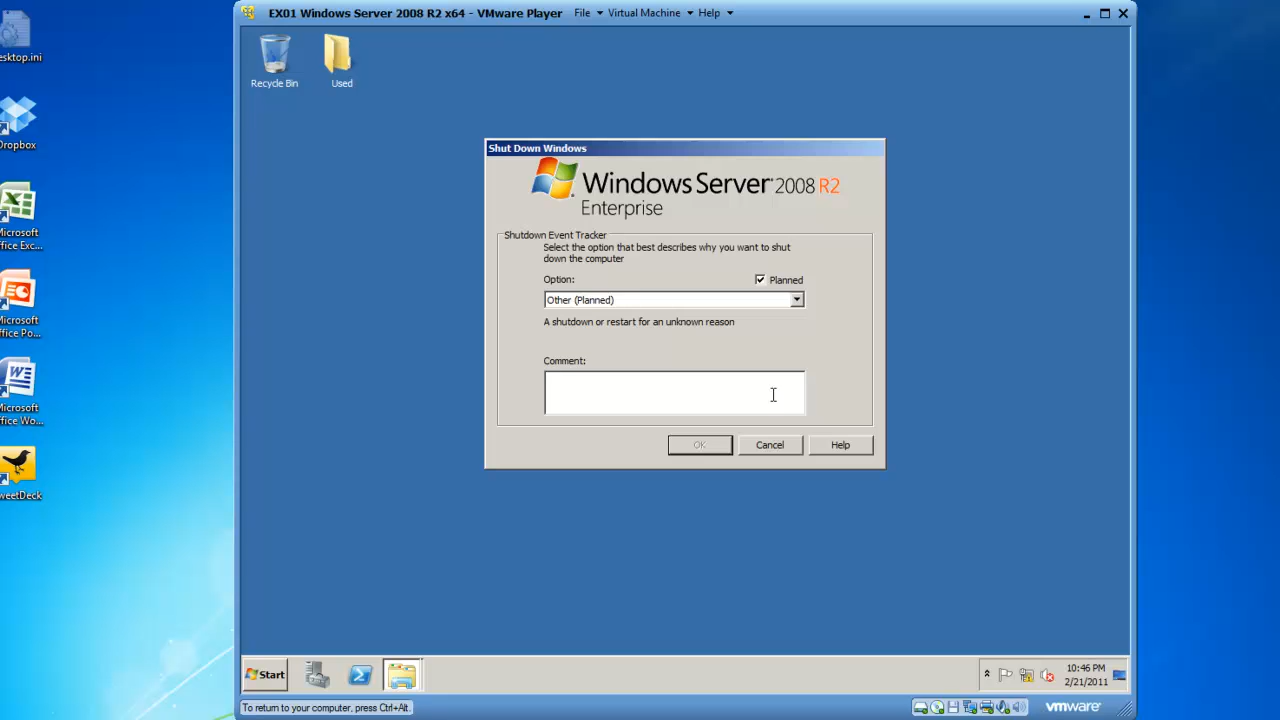 EX01 Windows Server 2008 R2 x64 - VMware Player File Virtual Machine Help
esktop.ini
Recycle Bin
Used
Dropbox
Shut Down Windows
Windows Server 2008 R2
Enterprise
Shutdown Event Tracker
Select the option that best describes why you want to shut
down the computer
Option:
Planned
Other (Planned)
A shutdown or restart for an unknown reason
Comment:
OK
Cancel
Help
Microsoft
Office Exc...
Microsoft
Office Po...
Microsoft
Office Wo...
TweetDeck
Start
10:46 PM
2/21/2011
To return to your computer, press Ctrl+Alt.
vmware